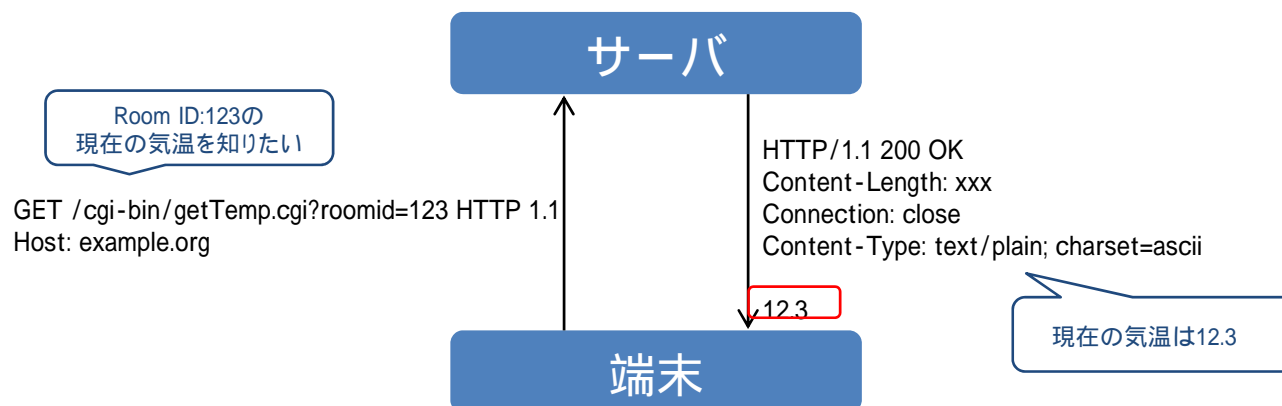 サーバ
Room ID:123の
現在の気温を知りたい
GET /cgi-bin/getTemp.cgi?roomid=123 HTTP 1.1
Host: example.org
HTTP/1.1 200 OK
Content-Length: xxx
Connection: close
Content-Type: text/plain; charset=ascii
12.3
現在の気温は12.3
端末